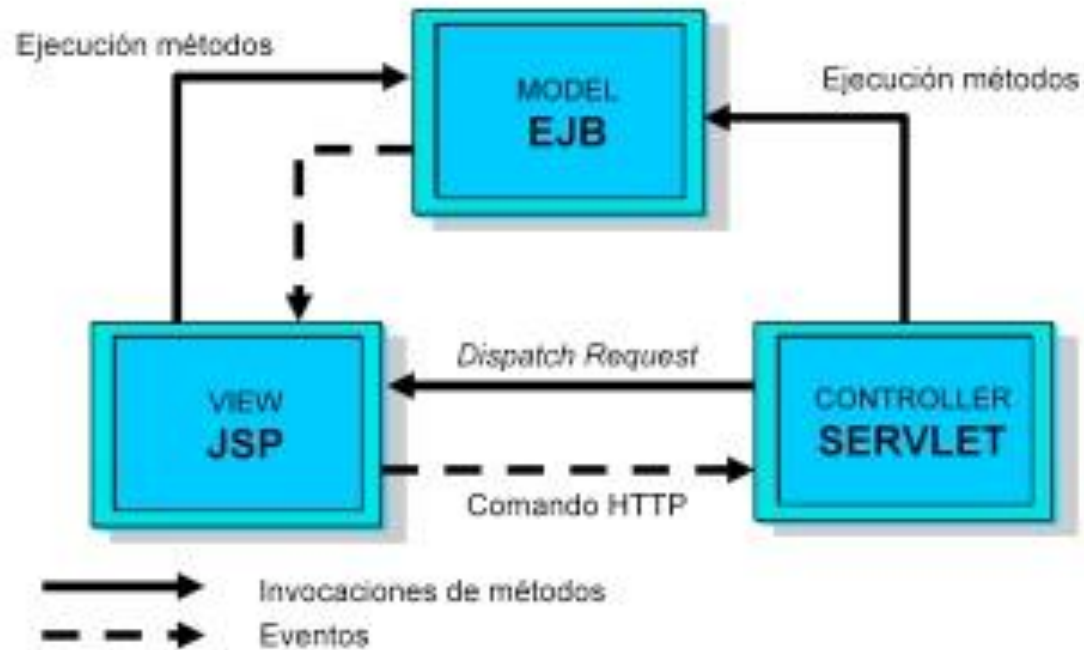 Ejecución métodos
Ejecución métodos
MODEL
EJB
Dispatch Request
VIEW
JSP
CONTROLLER
SERVLET
Comando HTTP
Invocaciones de métodos
Eventos